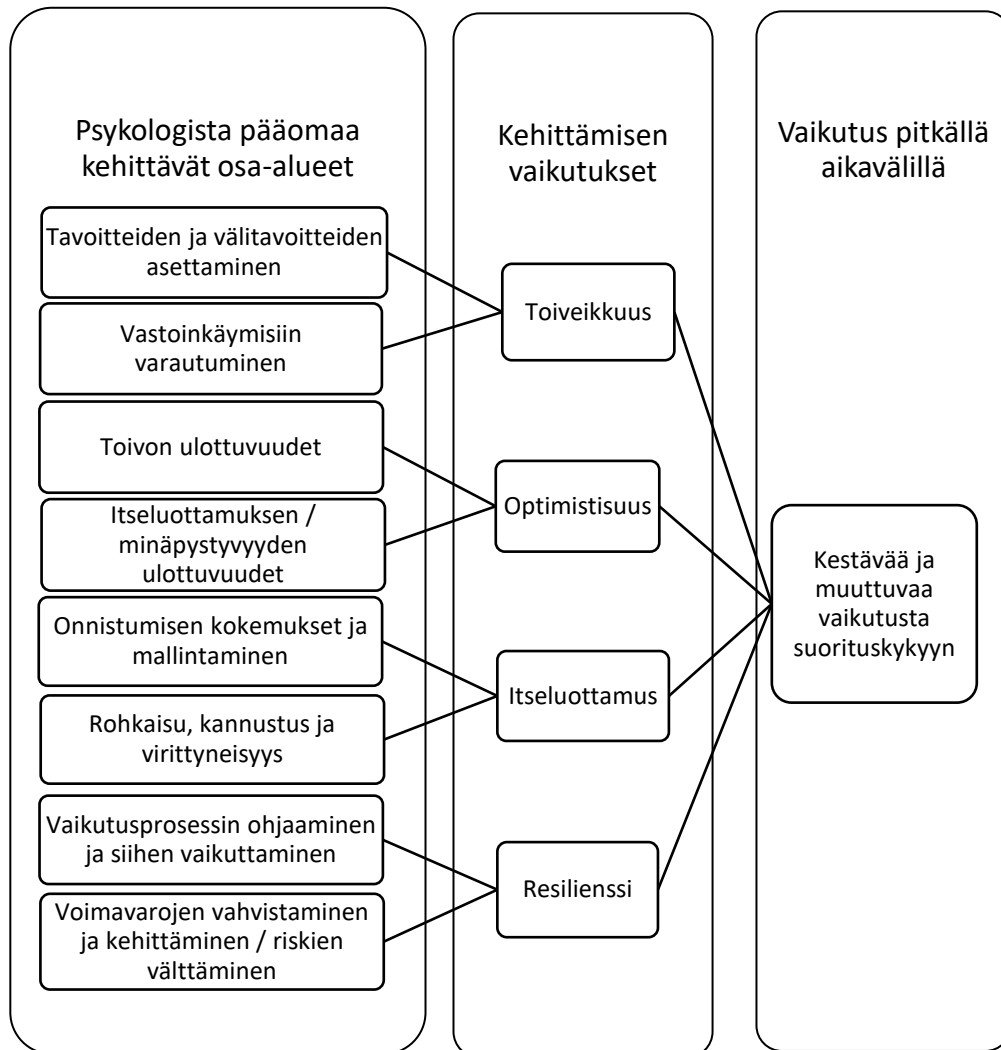 Psykologista pääomaa
kehittävät osa-alueet
Tavoitteiden ja välitavoitteiden
asettaminen
Vastoinkäymisiin
varautuminen
Toivon ulottuvuudet
Itseluottamuksen /
minäpystyvyyden
ulottuvuudet
Onnistumisen kokemukset ja
mallintaminen
Rohkaisu, kannustus ja
virittyneisyys
Vaikutusprosessin ohjaaminen
ja siihen vaikuttaminen
Voimavarojen vahvistaminen
ja kehittäminen / riskien
välttäminen
Kehittämisen
vaikutukset
Toiveikkuus
Optimistisuus
Itseluottamus
Resilienssi
Vaikutus pitkällä
aikavälillä
Kestävää ja
muuttuvaa
vaikutusta
suorituskykyyn